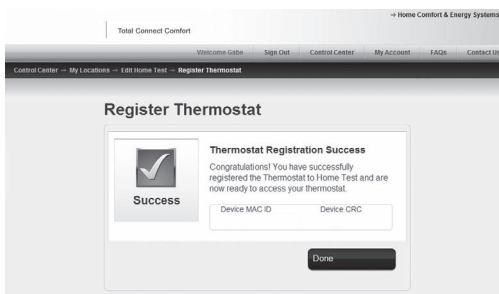 → Home Comfort & Energy Systems
Total Connect Comfort
Welcome Gabe Sign Out Control Center My Account FAQs Contact Us
Control Center → My Locations → Edit Home Test → Register Thermostat
Register Thermostat
Thermostat Registration Success
Congratulations! You have successfully
registered the Thermostat to Home Test and are
now ready to access your thermostat.
Success
Device MAC ID Device CRC
Done